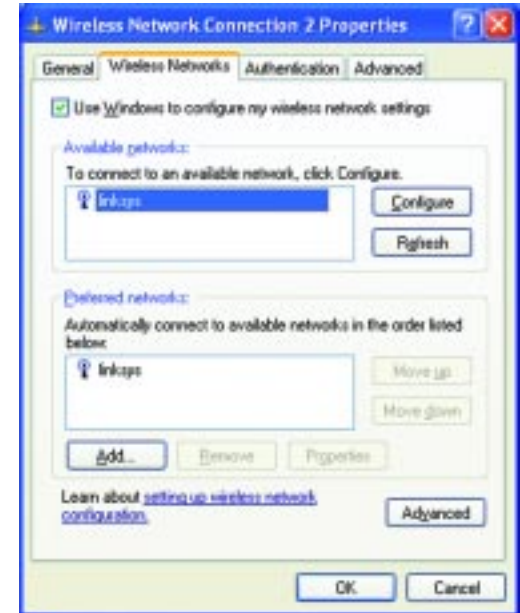 Wireless Network Connection 2 Properties
General Wireless Networks Authentication Advanced
Use Windows to configure my wireless network settings
Available networks:
To connect to an available network, click Configure.
linksys
Configure
Refresh
Preferred networks:
Automatically connect to available networks in the order listed
below:
linksys
Move up
Move down
Add... Remove Properties
Learn about setting up wireless network
configuration.
Advanced
OK Cancel